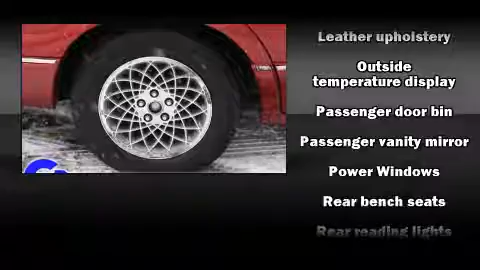 Leather upholstery
Outside
temperature display
Passenger door bin
Passenger vanity mirror
Power Windows
Rear bench seats
Rear reading lights